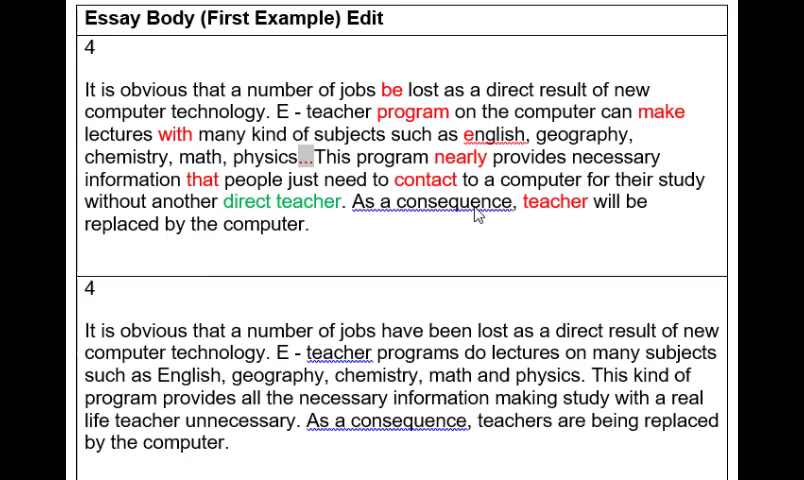 Essay Body (First Example) Edit
4
It is obvious that a number of jobs be lost as a direct result of new
computer technology. E - teacher program on the computer can make
lectures with many kind of subjects such as english, geography,
chemistry, math, physics...This program nearly provides necessary
information that people just need to contact to a computer for their study
without another direct teacher. As a consequence, teacher will be
replaced by the computer.
4
It is obvious that a number of jobs have been lost as a direct result of new
computer technology. E - teacher programs do lectures on many subjects
such as English, geography, chemistry, math and physics. This kind of
program provides all the necessary information making study with a real
life teacher unnecessary. As a consequence, teachers are being replaced
by the computer.